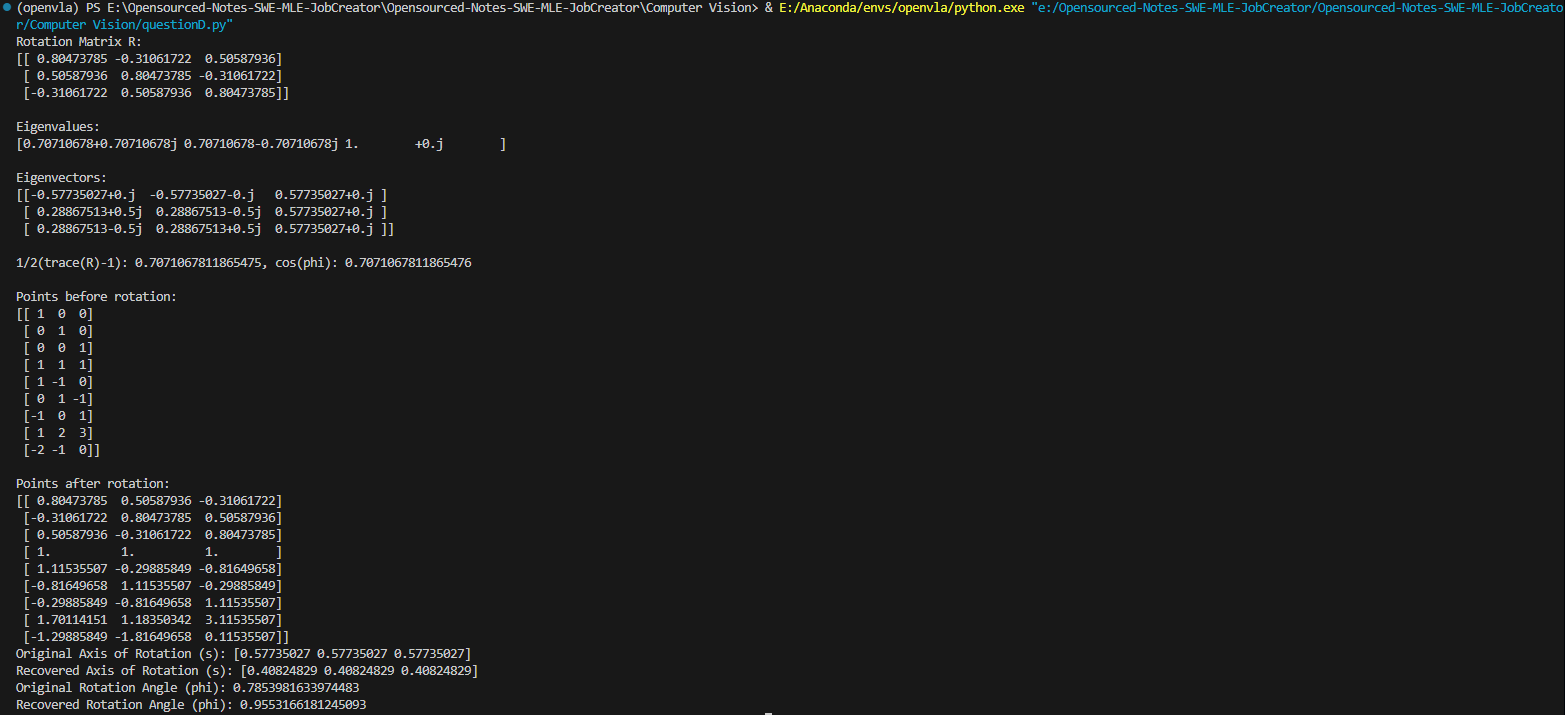 (openvla) PS E:\Opensourced-Notes-SWE-MLE-JobCreator\Opensourced-Notes-SWE-MLE-JobCreator\Computer Vision> & E:/Anaconda/envs/openvla/python.exe "e:/Opensourced-Notes-SWE-MLE-JobCreator/Opensourced-Notes-SWE-MLE-JobCreato
r/Computer Vision/questionD.py"
Rotation Matrix R:
[[ 0.80473785 -0.31061722  0.50587936]
 [ 0.50587936  0.80473785 -0.31061722]
 [-0.31061722  0.50587936  0.80473785]]

Eigenvalues:
[0.70710678+0.70710678j 0.70710678-0.70710678j 1.        +0.j        ]

Eigenvectors:
[[-0.57735027+0.j  -0.57735027-0.j   0.57735027+0.j ]
 [ 0.28867513+0.5j  0.28867513-0.5j  0.57735027+0.j ]
 [ 0.28867513-0.5j  0.28867513+0.5j  0.57735027+0.j ]]

1/2(trace(R)-1): 0.7071067811865475, cos(phi): 0.7071067811865476

Points before rotation:
[[ 1  0  0]
 [ 0  1  0]
 [ 0  0  1]
 [ 1  1  1]
 [ 1 -1  0]
 [ 0  1 -1]
 [-1  0  1]
 [ 1  2  3]
 [-2 -1  0]]

Points after rotation:
[[ 0.80473785  0.50587936 -0.31061722]
 [-0.31061722  0.80473785  0.50587936]
 [ 0.50587936 -0.31061722  0.80473785]
 [ 1.          1.          1.        ]
 [ 1.11535507 -0.29885849 -0.81649658]
 [-0.81649658  1.11535507 -0.29885849]
 [-0.29885849 -0.81649658  1.11535507]
 [ 1.70114151  1.18350342  3.11535507]
 [-1.29885849 -1.81649658  0.11535507]]
Original Axis of Rotation (s): [0.57735027 0.57735027 0.57735027]
Recovered Axis of Rotation (s): [0.40824829 0.40824829 0.40824829]
Original Rotation Angle (phi): 0.7853981633974483
Recovered Rotation Angle (phi): 0.9553166181245093